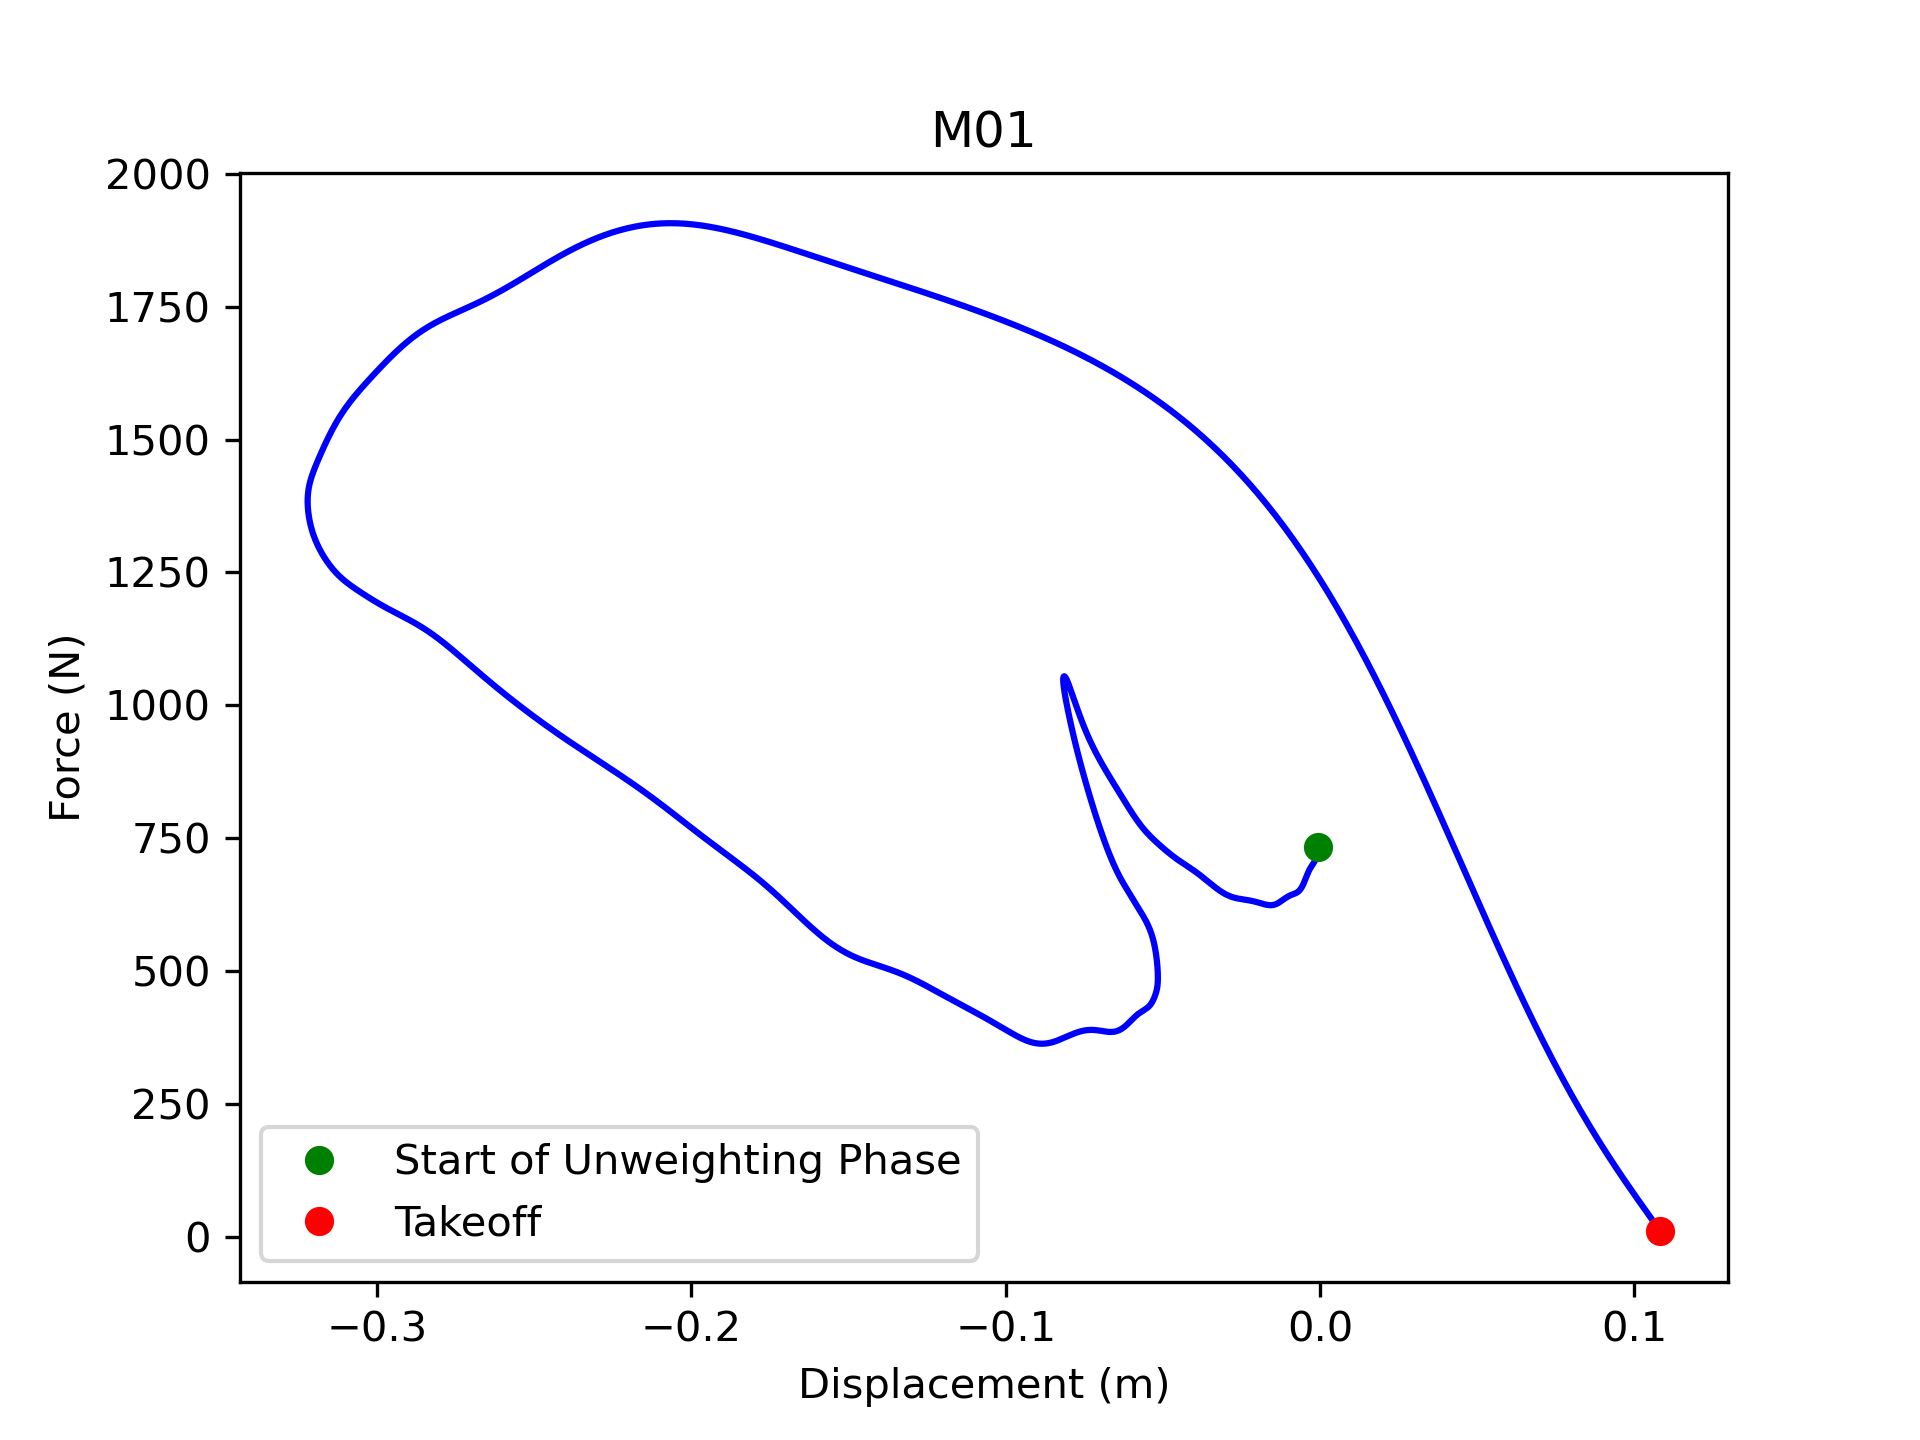 M01
2000
1750
1500
1250
1000
750
500
250
0
Force (N)
Start of Unweighting Phase
Takeoff
−0.3 −0.2 −0.1 0.0 0.1
Displacement (m)